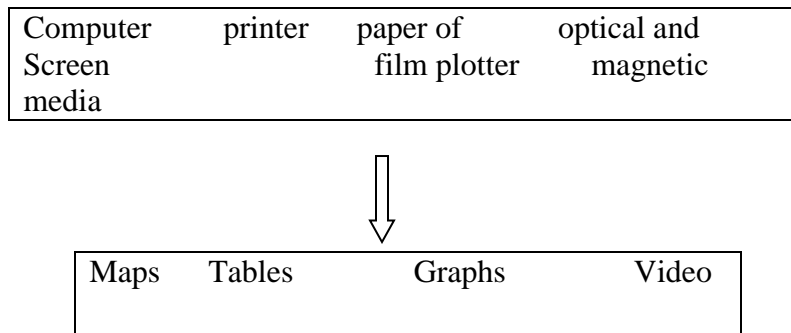 Computer printer paper of optical and
Screen film plotter magnetic
media
Maps Tables Graphs Video